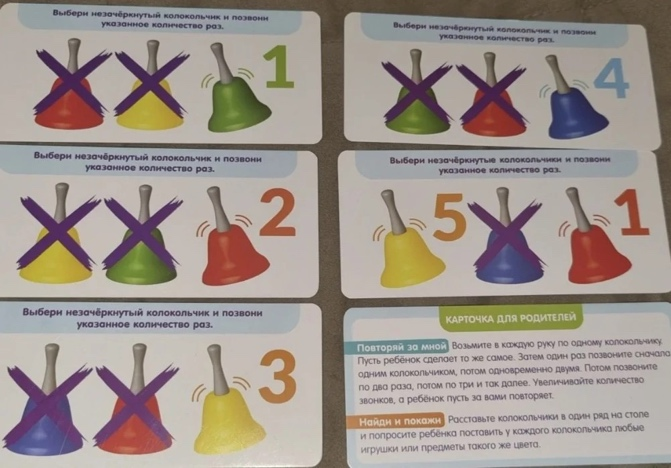 Выбери незачёркнутый колокольчик и позвони
указанное количество раз.
1
Выбери незачёркнутый колокольчик и позвони
указанное количество раз.
4
Выбери незачёркнутый колокольчик и позвони
указанное количество раз.
2
Выбери незачёркнутые колокольчики и позвони
указанное количество раз.
5
1
Выбери незачёркнутый колокольчик и позвони
указанное количество раз.
3
КАРТОЧКА ДЛЯ РОДИТЕЛЕЙ
Повторяй за мной Возьмите в каждую руку по одному колокольчику.
Пусть ребёнок сделает то же самое. Затем один раз позвоните сначала
одним колокольчиком, потом одновременно двумя. Потом позвоните
по два раза, потом по три и так далее. Увеличивайте количество
звонков, а ребёнок пусть за вами повторяет.
Найди и покажи Расставьте колокольчики в один ряд на столе
и попросите ребёнка поставить у каждого колокольчика любые
игрушки или предметы такого же цвета.